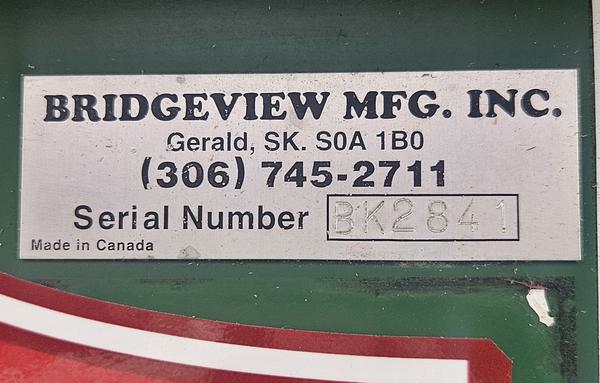 BRIDGEVIEW MFG. INC.
Gerald, SK. S0A 1B0
(306) 745-2711
Serial Number BK2841
Made in Canada